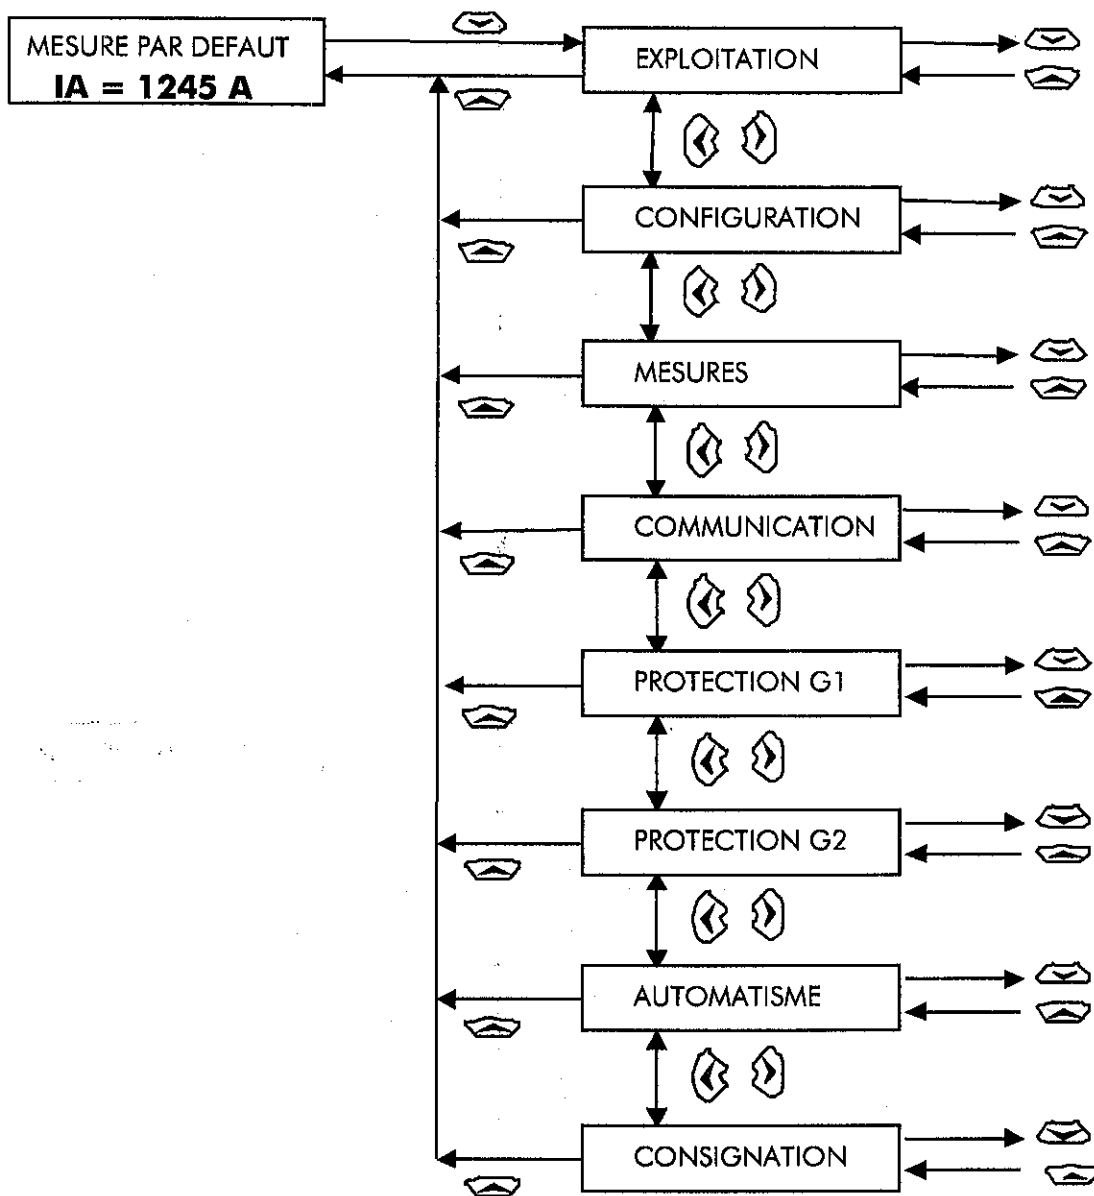 MESURE PAR DEFAUT
IA = 1245 A
EXPLOITATION
CONFIGURATION
MESURES
COMMUNICATION
PROTECTION G1
PROTECTION G2
AUTOMATISME
CONSIGNATION